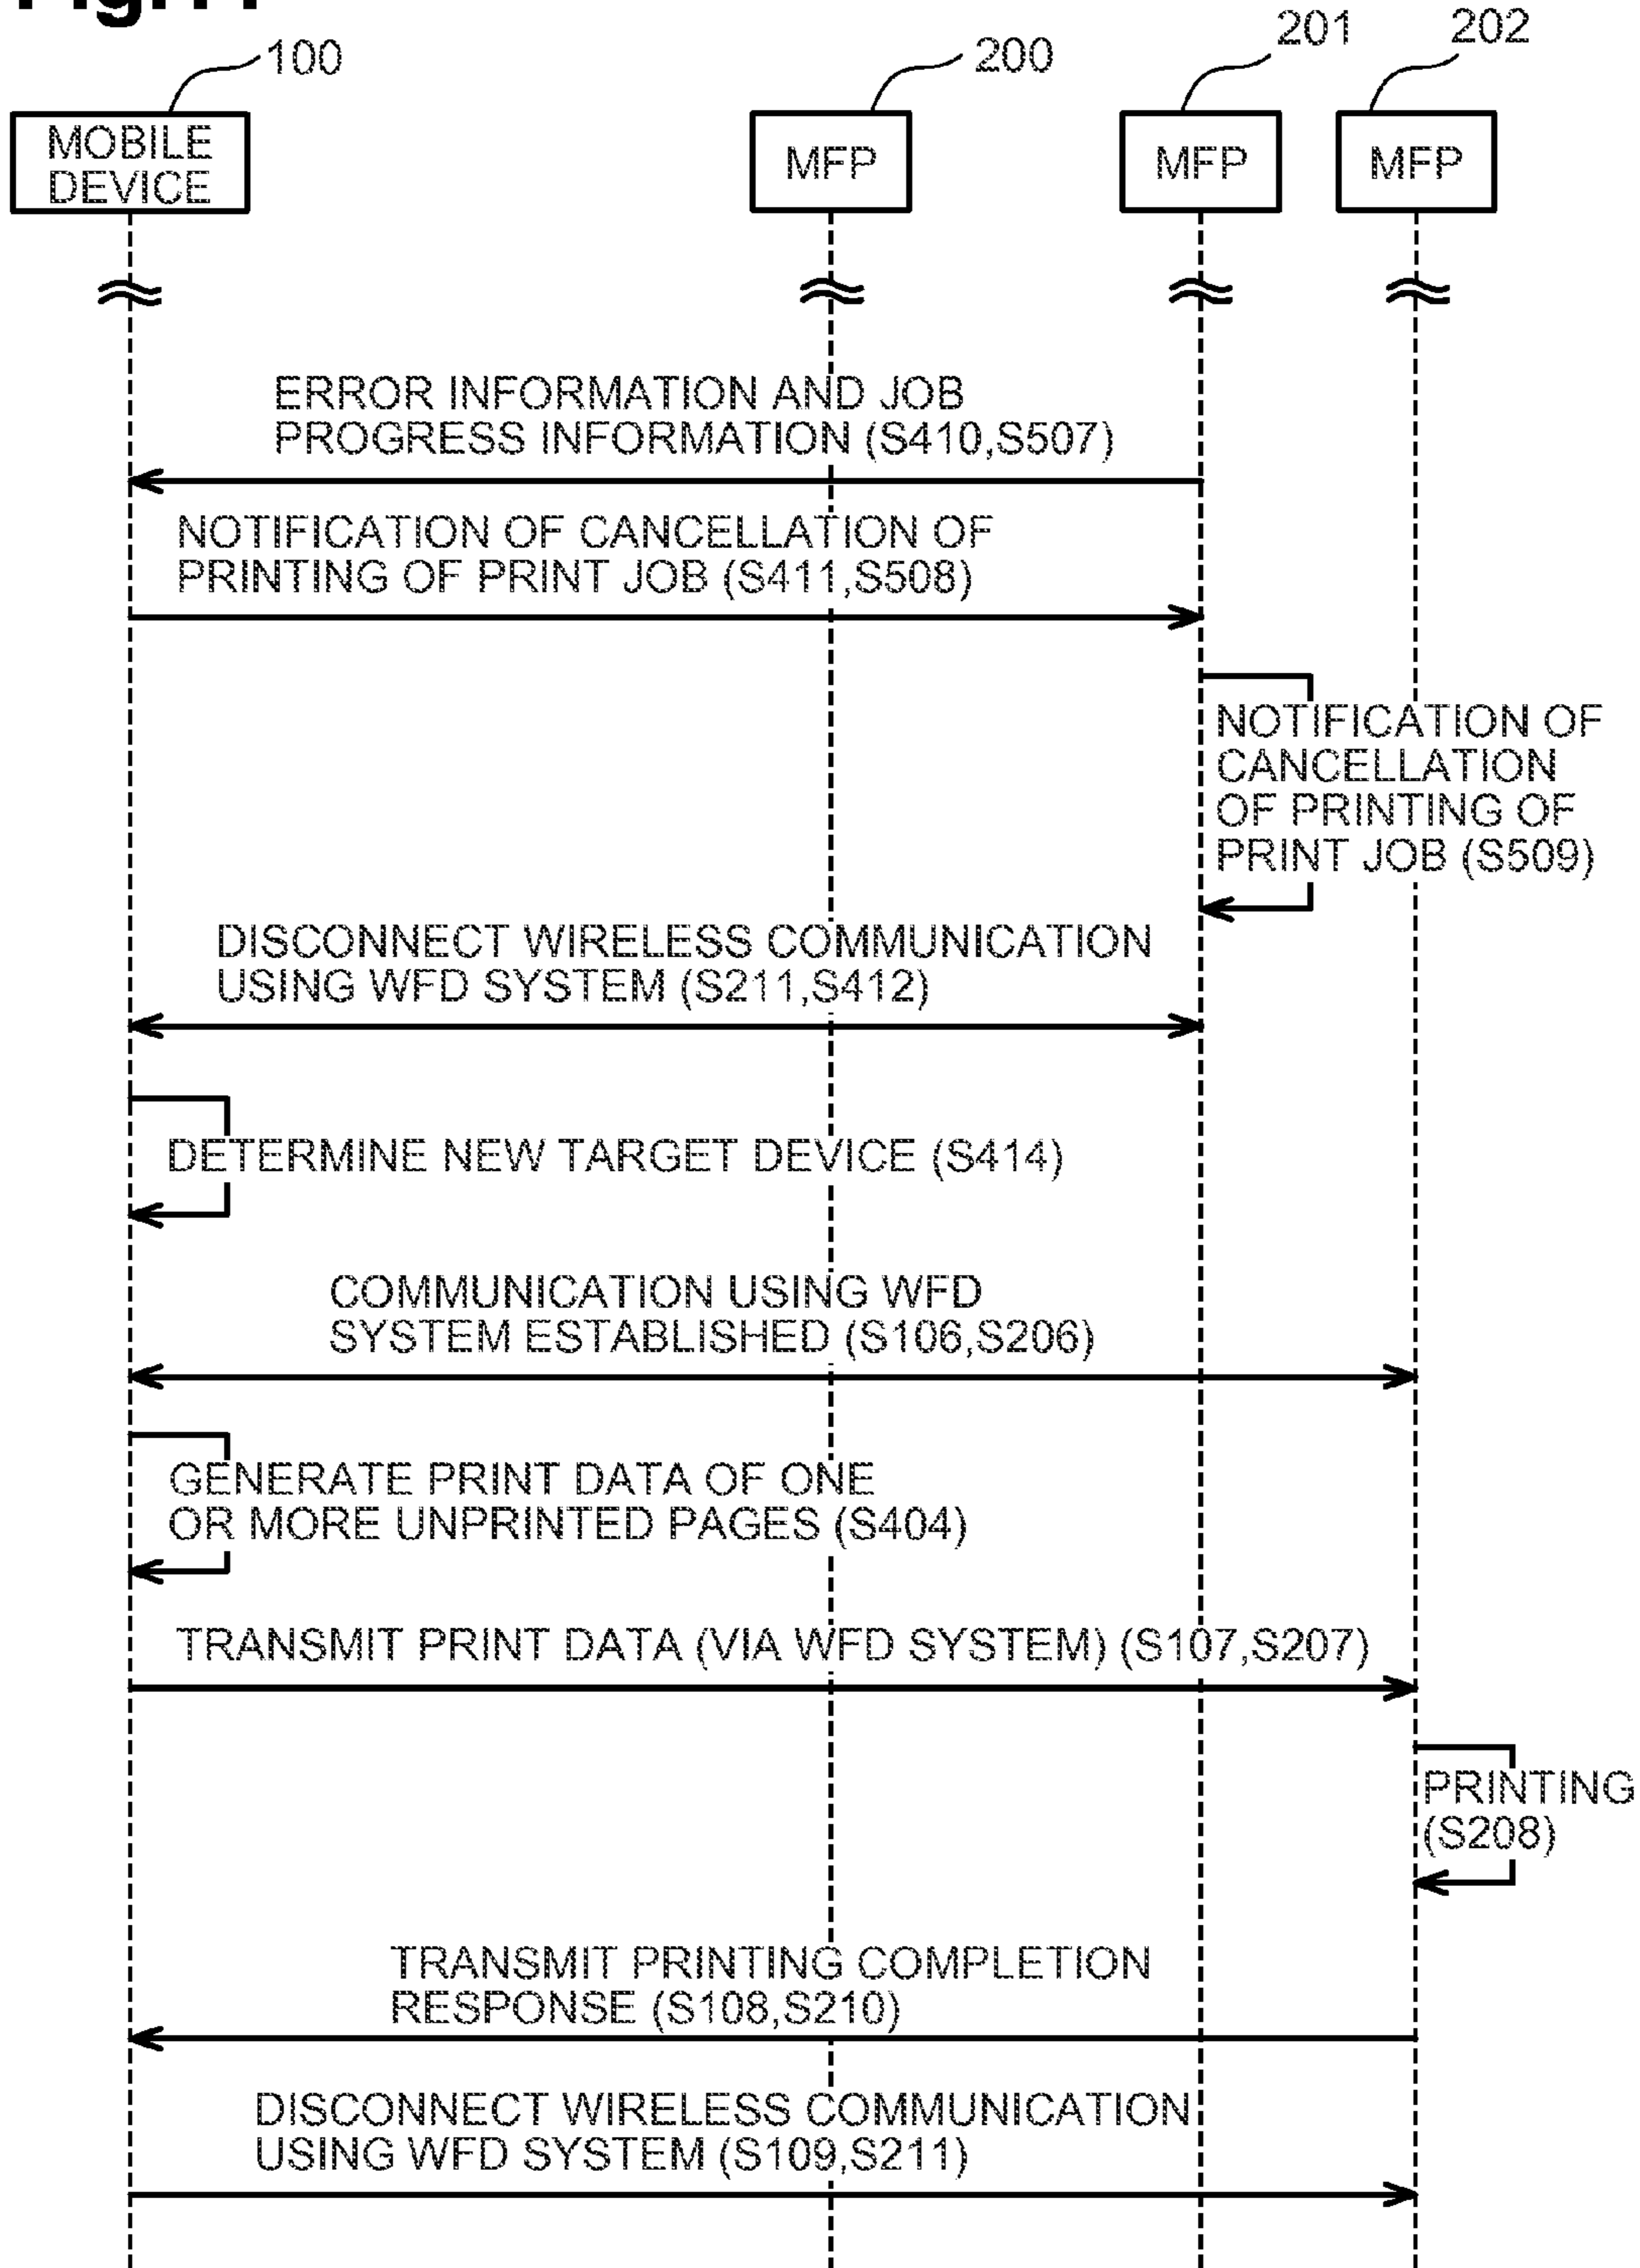 100
200
201
202
MOBILE
DEVICE
MFP
MFP
MFP
ERROR INFORMATION AND JOB
PROGRESS INFORMATION (S410,S507)
NOTIFICATION OF CANCELLATION OF
PRINTING OF PRINT JOB (S411,S508)
NOTIFICATION OF
CANCELLATION
OF PRINTING OF
PRINT JOB (S509)
DISCONNECT WIRELESS COMMUNICATION
USING WFD SYSTEM (S211,S412)
DETERMINE NEW TARGET DEVICE (S414)
COMMUNICATION USING WFD
SYSTEM ESTABLISHED (S106,S206)
GENERATE PRINT DATA OF ONE
OR MORE UNPRINTED PAGES (S404)
TRANSMIT PRINT DATA (VIA WFD SYSTEM) (S107,S207)
PRINTING
(S208)
TRANSMIT PRINTING COMPLETION
RESPONSE (S108,S210)
DISCONNECT WIRELESS COMMUNICATION
USING WFD SYSTEM (S109,S211)